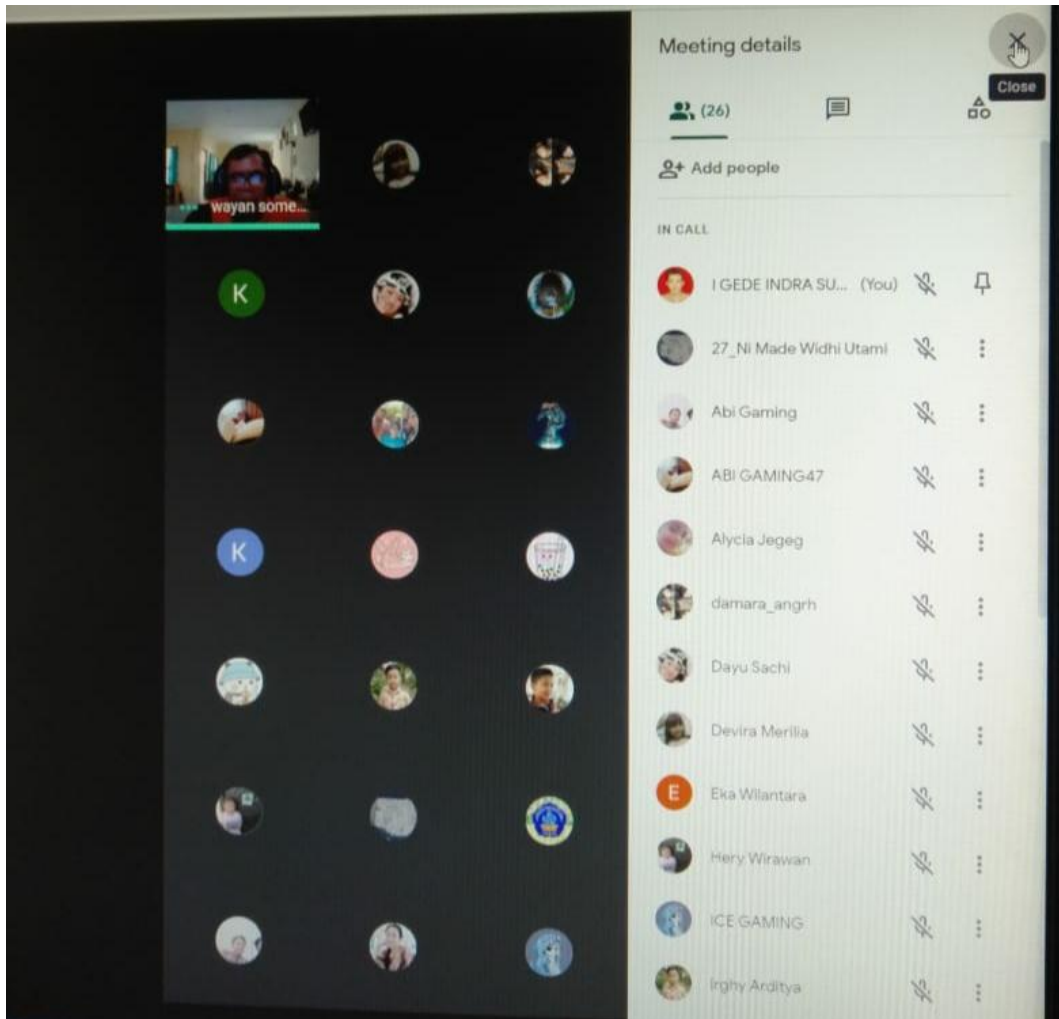 Meeting details
Close
(26)
Add people
IN CALL
wayan some...
K
K
I GEDE INDRA SU... (You)
27_Ni Made Widhi Utami
Abi Gaming
ABI GAMING47
Alycia Jegeg
damara_angrh
Dayu Sachi
Devira Merilia
E
Eka Wilantara
Hery Wirawan
ICE GAMING
Irghy Arditya